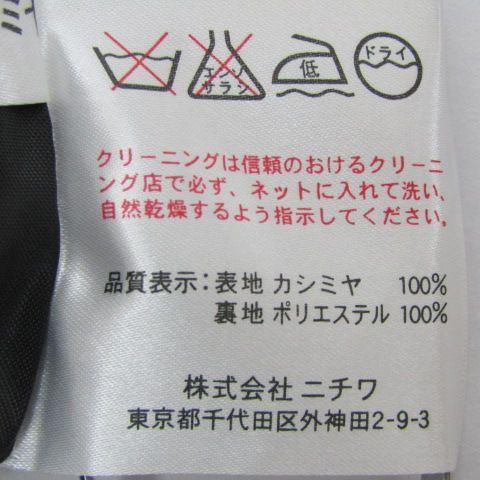 エンソ
サラシ
低
ドライ
クリーニングは信頼のおけるクリーニ
ング店で必ず、ネットに入れて洗い、
自然乾燥するよう指示してください。
品質表示：表地 カシミヤ 100%
裏地 ポリエステル 100%
株式会社 ニチワ
東京都千代田区外神田2-9-3